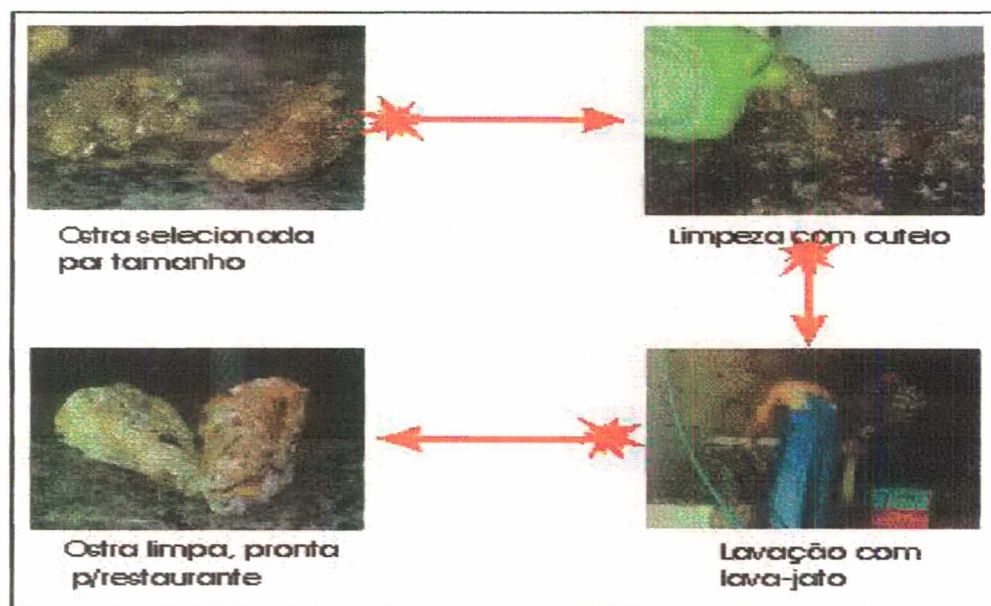 Ostra selecionada
por tamanho
Limpeza com cutelo
Lavação com
lava-jato
Ostra limpa, pronta
p/restaurante